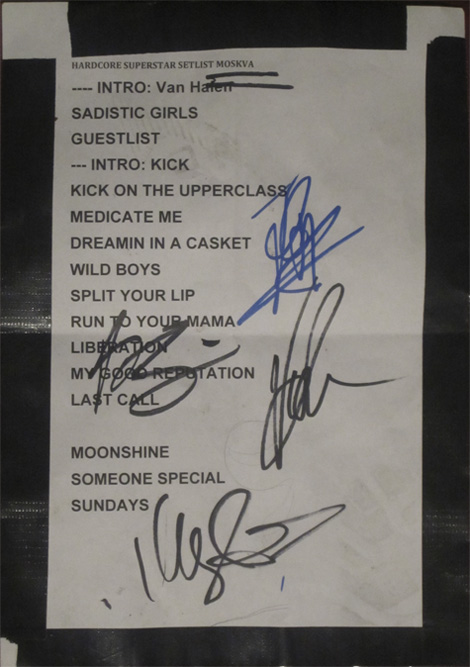 HARDCORE SUPERSTAR SETLIST MOSKVA
---- INTRO: Van Halen
SADISTIC GIRLS
GUESTLIST
--- INTRO: KICK
KICK ON THE UPPERCLASS
MEDICATE ME
DREAMIN IN A CASKET
WILD BOYS
SPLIT YOUR LIP
RUN TO YOUR MAMA
LIBERATION
MY GOOD REPUTATION
LAST CALL
MOONSHINE
SOMEONE SPECIAL
SUNDAYS